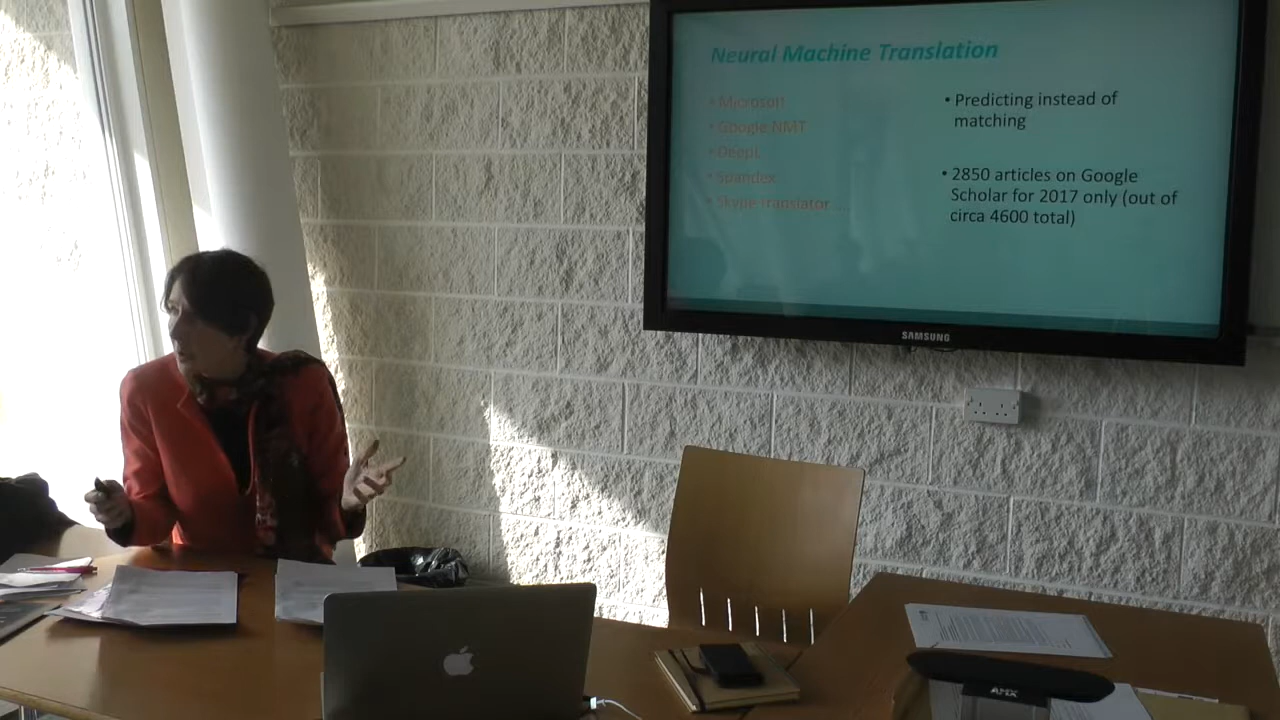 Neural Machine Translation
• Microsoft
• Google NMT
• DeepL
• Spandex
• Skype translator ...
• Predicting instead of
matching
• 2850 articles on Google
Scholar for 2017 only (out of
circa 4600 total)
SAMSUNG
AMX